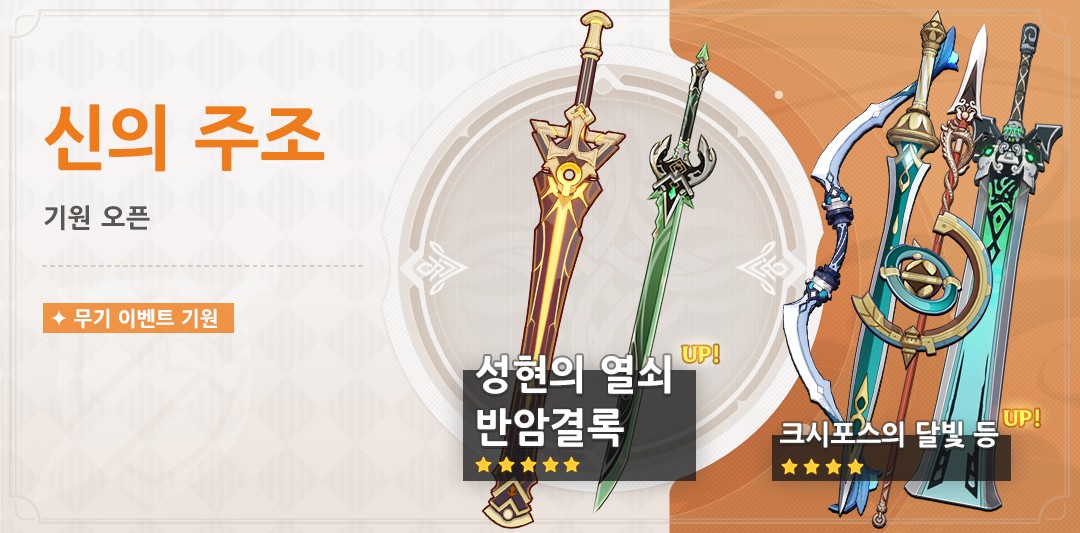 신의 주조
기원 오픈
✦ 무기 이벤트 기원
성현의 열쇠 UP!
반암결록
★★★★★
크시포스의 달빛 등 UP!
★★★★